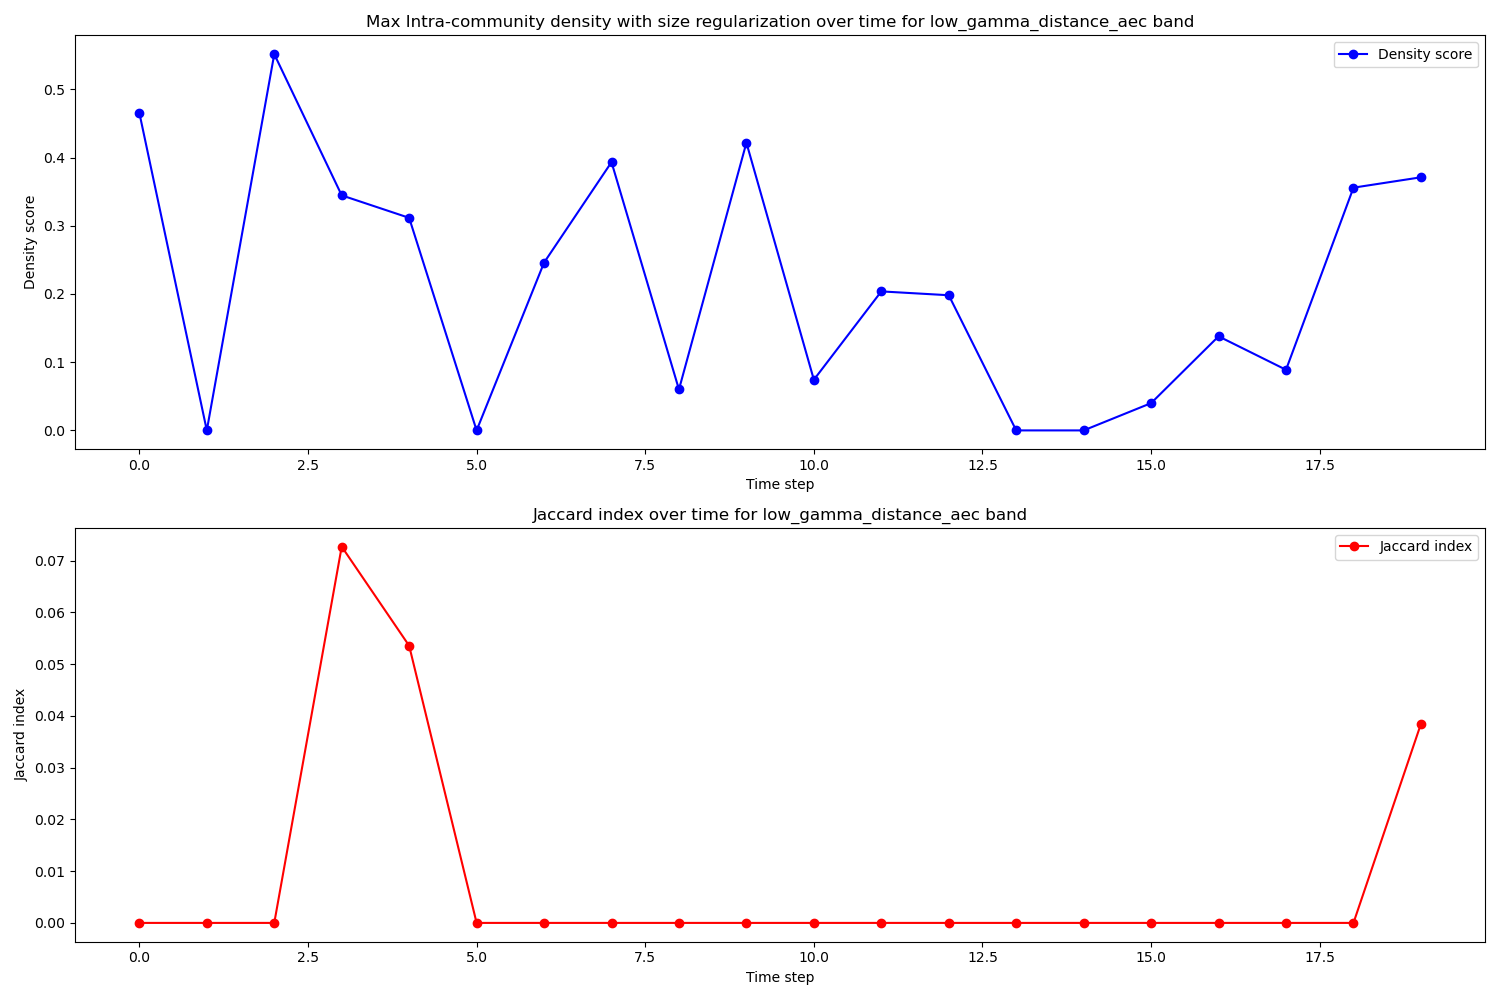 Max Intra-community density with size regularization over time for low_gamma_distance_aec band
Density score
0.5
0.4
0.3
0.2
0.1
0.0
Density score
0.0 2.5 5.0 7.5 10.0 12.5 15.0 17.5
Time step
Jaccard index over time for low_gamma_distance_aec band
Jaccard index
0.07
0.06
0.05
0.04
0.03
0.02
0.01
0.00
Jaccard index
0.0 2.5 5.0 7.5 10.0 12.5 15.0 17.5
Time step